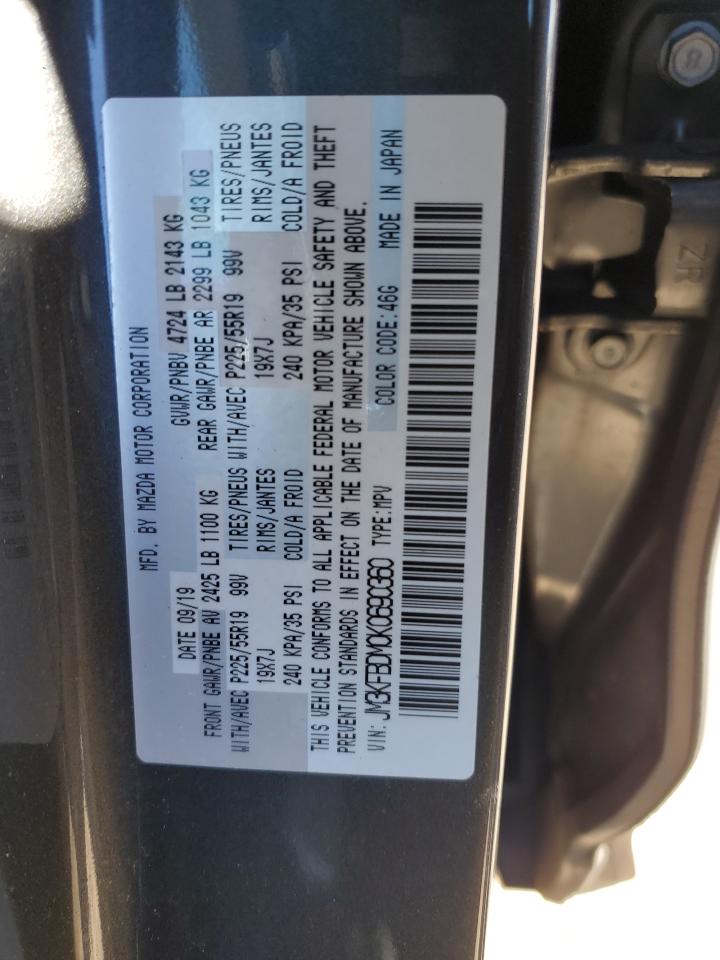 MFD. BY MAZDA MOTOR CORPORATION
DATE 09/19 GVWR/PNBV 4724 LB 2143 KG
FRONT GAWR/PNBE AV 2425 LB 1100 KG REAR GAWR/PNBE AR 2299 LB 1043 KG
WITH/AVEC P225/55R19 99V TIRES/PNEUS WITH/AVEC P225/55R19 99V TIRES/PNEUS
19X7J RIMS/JANTES 19X7J RIMS/JANTES
240 KPA/35 PSI COLD/A FROID 240 KPA/35 PSI COLD/A FROID
THIS VEHICLE CONFORMS TO ALL APPLICABLE FEDERAL MOTOR VEHICLE SAFETY AND THEFT
PREVENTION STANDARDS IN EFFECT ON THE DATE OF MANUFACTURE SHOWN ABOVE.
VIN: JM3KFBDM0K0690360 TYPE:MPV COLOR CODE:46G MADE IN JAPAN
8
ZR